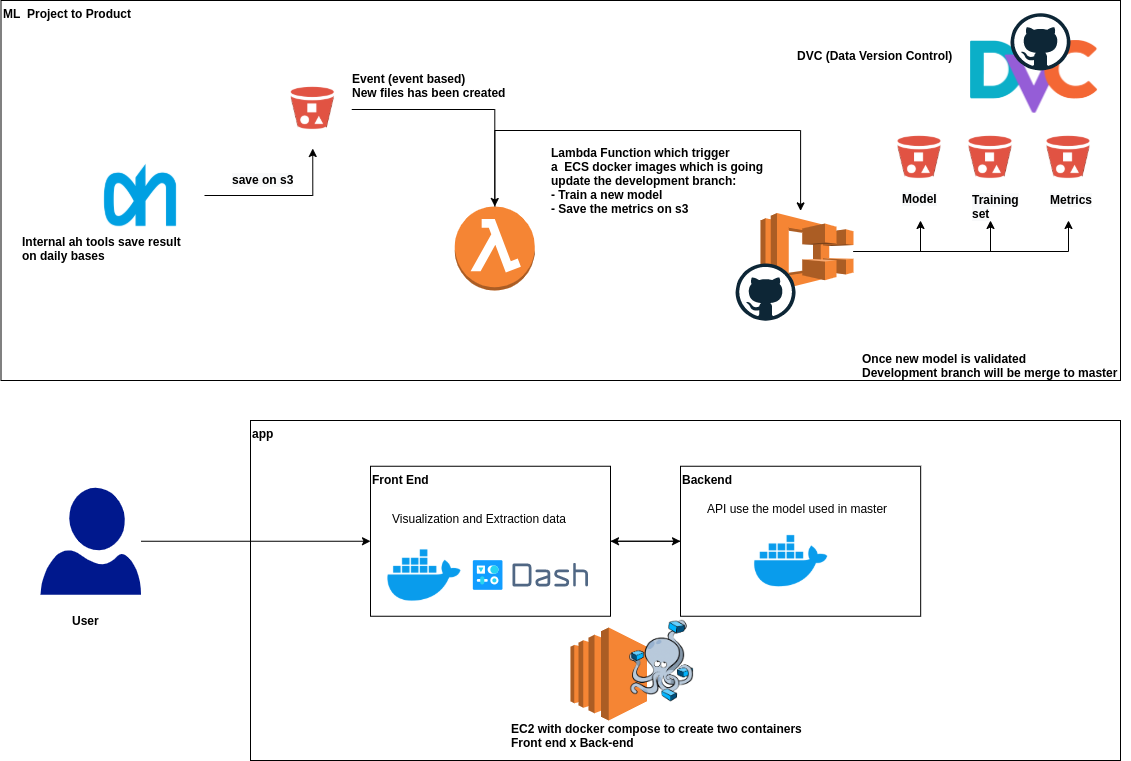 ML  Project to Product
DVC (Data Version Control)
DVC
Event (event based)
New files has been created
save on s3
Internal ah tools save result
on daily bases
Lambda Function which trigger
a  ECS docker images which is going
update the development branch:
- Train a new model
- Save the metrics on s3
Model
Training
set
Metrics
Once new model is validated
Development branch will be merge to master
app
User
Front End
Visualization and Extraction data
Dash
Backend
API use the model used in master
EC2 with docker compose to create two containers
Front end x Back-end